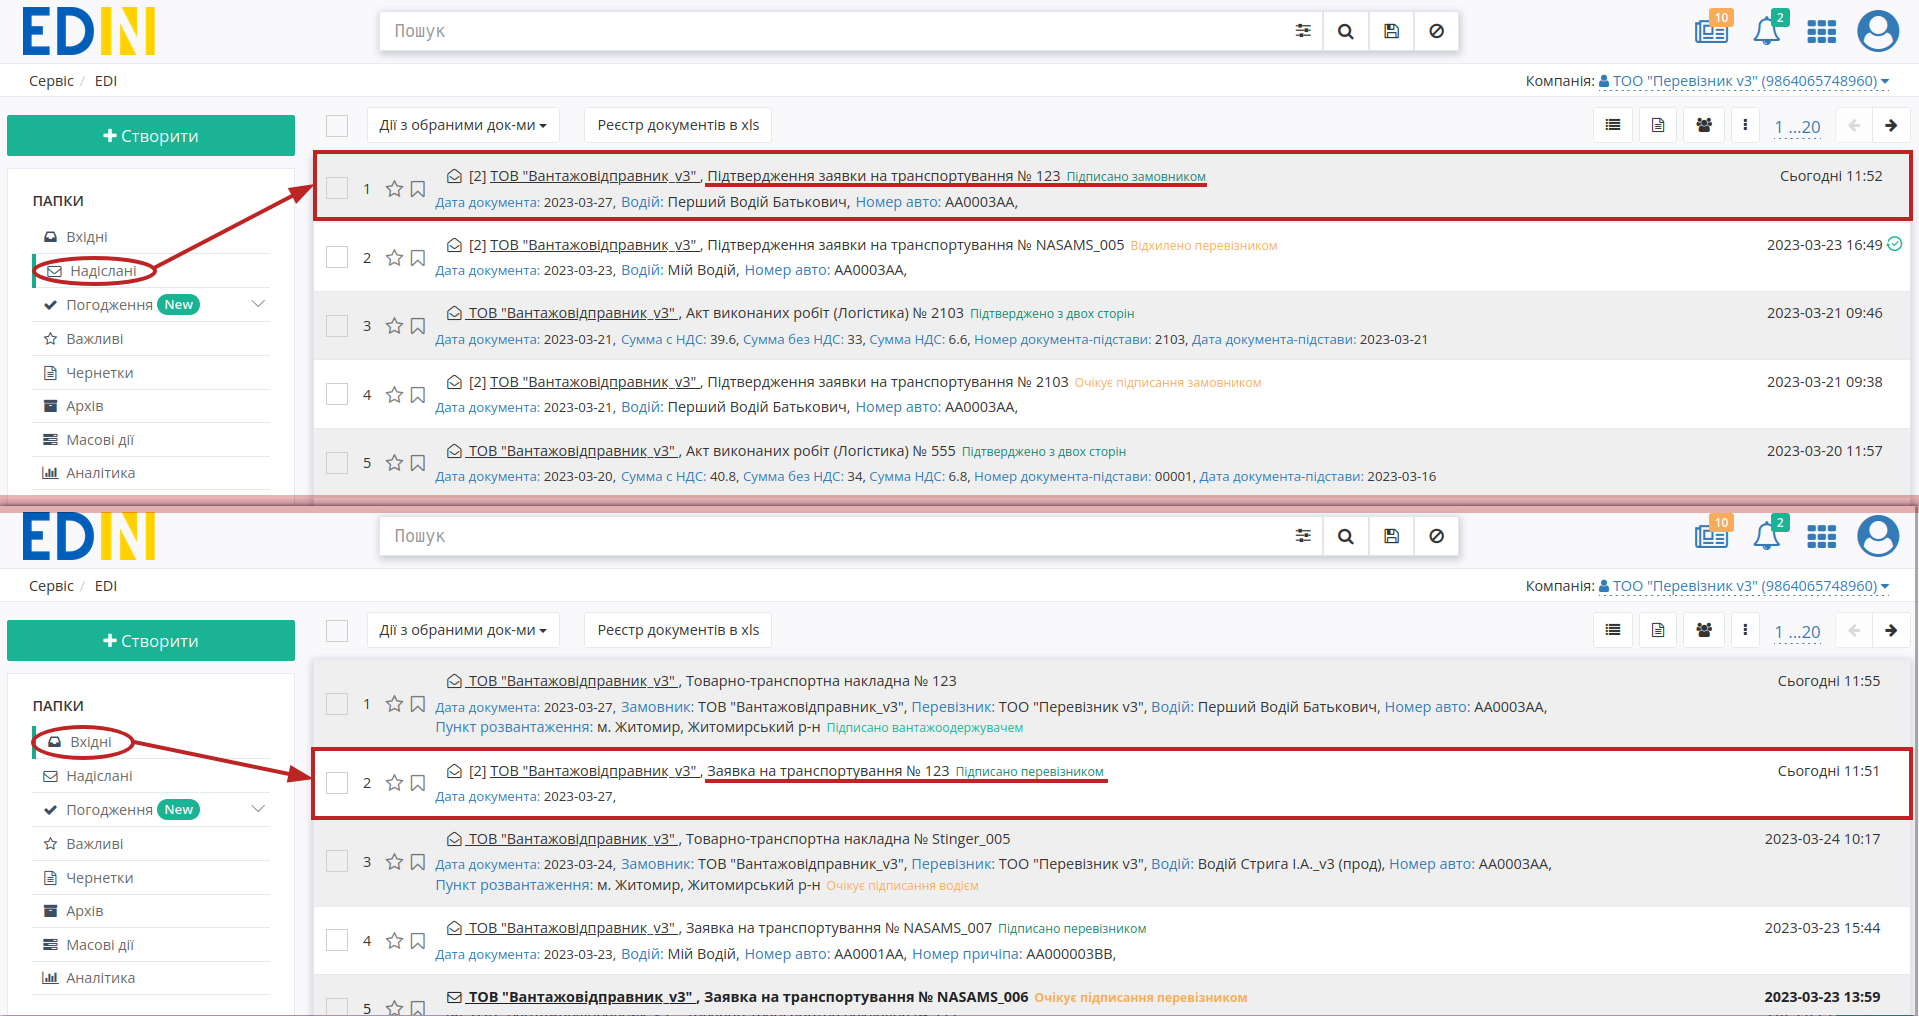 EDIN
Пошук
10
2
Сервіс / EDI
Компанія: ТОО "Перевізник v3" (9864065748960)
Створити
Дії з обраними док-ми
Реєстр документів в xls
1 ...20
ПАПКИ
Вхідні
Надіслані
Погодження New
Важливі
Чернетки
Архів
Масові дії
Аналітика
1 [2] ТОВ "Вантажовідправник_v3" , Підтвердження заявки на транспортування № 123 Підписано замовником Сьогодні 11:52
Дата документа: 2023-03-27, Водій: Перший Водій Батькович, Номер авто: АА0003АА,
2 [2] ТОВ "Вантажовідправник_v3" , Підтвердження заявки на транспортування № NASAMS_005 Відхилено перевізником 2023-03-23 16:49
Дата документа: 2023-03-23, Водій: Мій Водій, Номер авто: АА0003АА,
3 ТОВ "Вантажовідправник_v3" , Акт виконаних робіт (Логістика) № 2103 Підтверджено з двох сторін 2023-03-21 09:46
Дата документа: 2023-03-21, Сумма с НДС: 39.6, Сумма без НДС: 33, Сумма НДС: 6.6, Номер документа-підстави: 2103, Дата документа-підстави: 2023-03-21
4 [2] ТОВ "Вантажовідправник_v3" , Підтвердження заявки на транспортування № 2103 Очікує підписання замовником 2023-03-21 09:38
Дата документа: 2023-03-21, Водій: Перший Водій Батькович, Номер авто: АА0003АА,
5 ТОВ "Вантажовідправник_v3" , Акт виконаних робіт (Логістика) № 555 Підтверджено з двох сторін 2023-03-20 11:57
Дата документа: 2023-03-20, Сумма с НДС: 40.8, Сумма без НДС: 34, Сумма НДС: 6.8, Номер документа-підстави: 00001, Дата документа-підстави: 2023-03-16
EDIN
Пошук
10
2
Сервіс / EDI
Компанія: ТОО "Перевізник v3" (9864065748960)
Створити
Дії з обраними док-ми
Реєстр документів в xls
1 ...20
ПАПКИ
Вхідні
Надіслані
Погодження New
Важливі
Чернетки
Архів
Масові дії
Аналітика
1 ТОВ "Вантажовідправник_v3" , Товарно-транспортна накладна № 123 Сьогодні 11:55
Дата документа: 2023-03-27, Замовник: ТОВ "Вантажовідправник_v3", Перевізник: ТОО "Перевізник v3", Водій: Перший Водій Батькович, Номер авто: АА0003АА,
Пункт розвантаження: м. Житомир, Житомирський р-н Підписано вантажоодержувачем
2 [2] ТОВ "Вантажовідправник_v3" , Заявка на транспортування № 123 Підписано перевізником Сьогодні 11:51
Дата документа: 2023-03-27,
3 ТОВ "Вантажовідправник_v3" , Товарно-транспортна накладна № Stinger_005 2023-03-24 10:17
Дата документа: 2023-03-24, Замовник: ТОВ "Вантажовідправник_v3", Перевізник: ТОО "Перевізник v3", Водій: Водій Стрига І.А._v3 (прод), Номер авто: АА0003АА,
Пункт розвантаження: м. Житомир, Житомирський р-н Очікує підписання водієм
4 ТОВ "Вантажовідправник_v3" , Заявка на транспортування № NASAMS_007 Підписано перевізником 2023-03-23 15:44
Дата документа: 2023-03-23, Водій: Мій Водій, Номер авто: АА0001АА, Номер причіпа: АА000003ВВ,
5 ТОВ "Вантажовідправник_v3" , Заявка на транспортування № NASAMS_006 Очікує підписання перевізником 2023-03-23 13:59